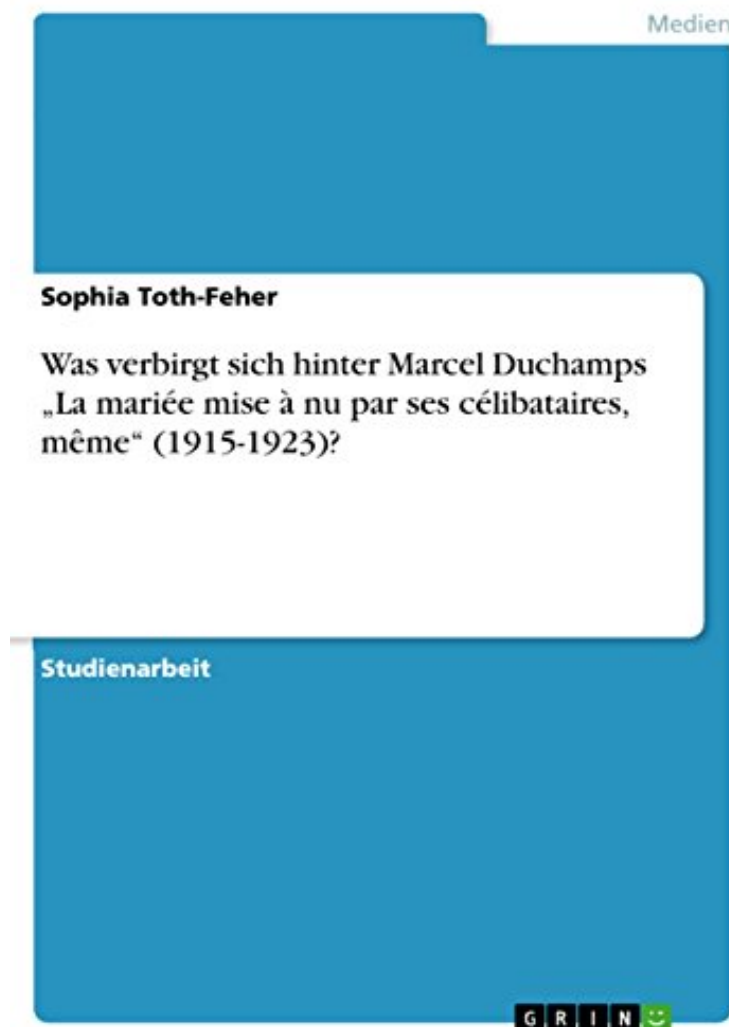 Medien
Sophia Toth-Feher
Was verbirgt sich hinter Marcel Duchamps
„La mariée mise à nu par ses célibataires,
même“ (1915-1923)?
Studienarbeit
GRIN